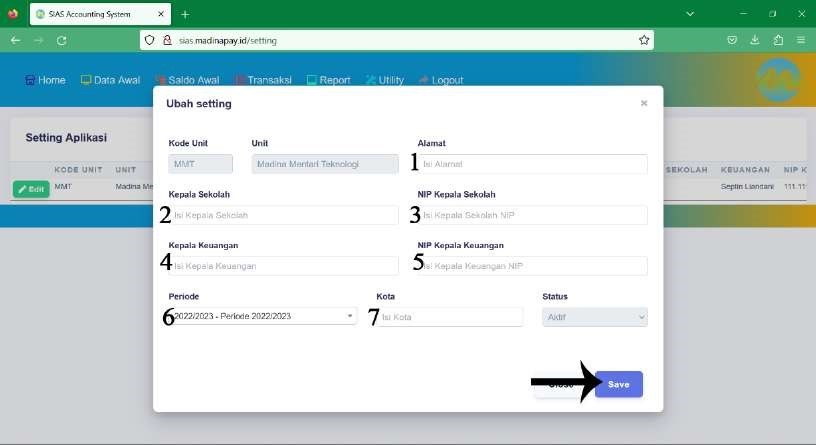 SIAS Accounting System
sias.madinapay.id/setting
Home Data Awal Saldo Awal Transaksi Report Utility Logout
Ubah setting
Setting Aplikasi
Kode Unit Unit Alamat
MMT Madina Mentari Teknologi 1 Isi Alamat
KODE UNIT UNIT SEKOLAH KEUANGAN NIP K
Edit MMT Madina Me Septin Liandani 111.11
Kepala Sekolah NIP Kepala Sekolah
2 Isi Kepala Sekolah 3 Isi Kepala Sekolah NIP
Kepala Keuangan NIP Kepala Keuangan
4 Isi Kepala Keuangan 5 Isi Kepala Keuangan NIP
Periode Kota Status
6 2022/2023 - Periode 2022/2023 7 Isi Kota Aktif
Close Save